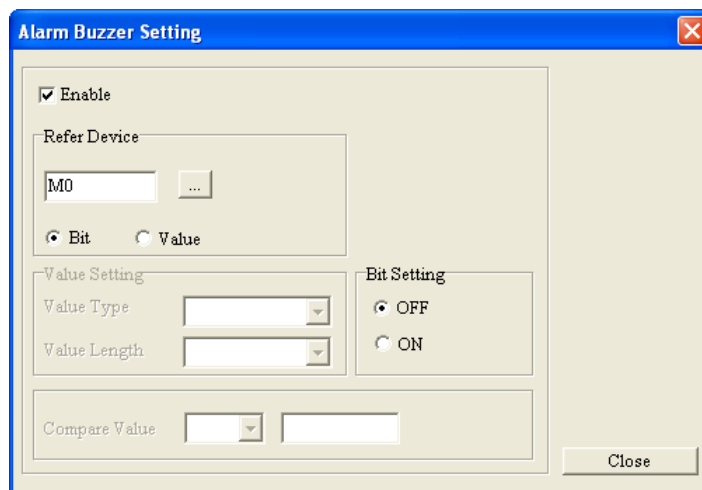 Alarm Buzzer Setting
Enable
Refer Device
M0
...
Bit Value
Value Setting
Value Type
Value Length
Bit Setting
OFF
ON
Compare Value
Close